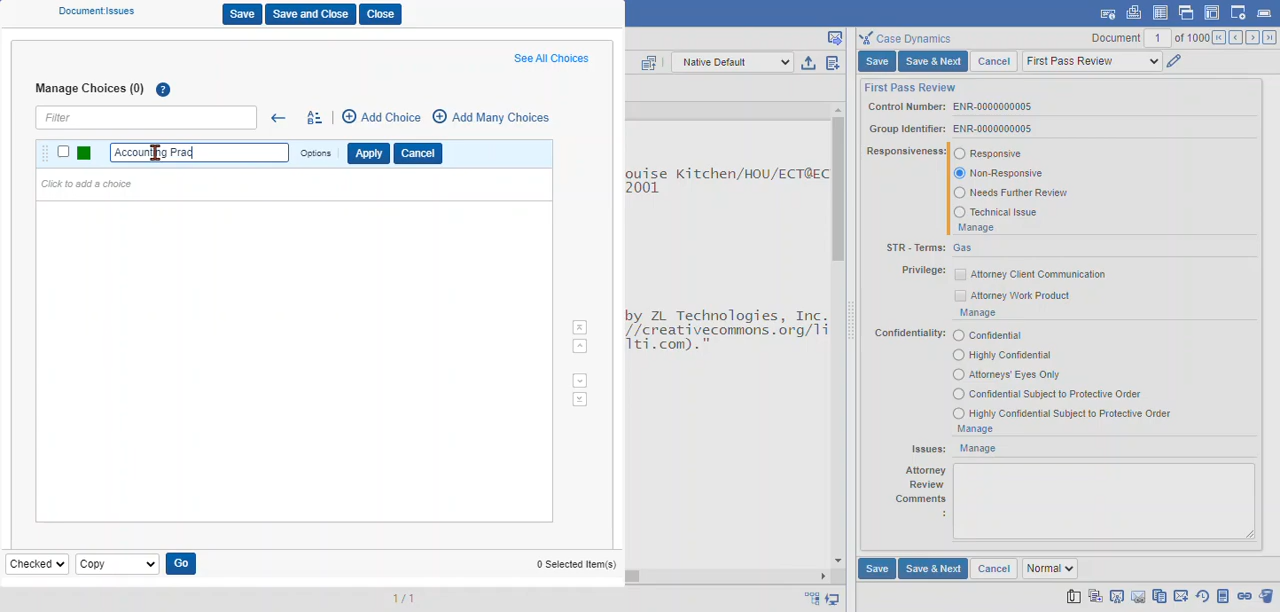 Document:Issues
Save
Save and Close
Close
See All Choices
Manage Choices (0)
?
Filter
Add Choice
Add Many Choices
Accounting Prac
Options
Apply
Cancel
Click to add a choice
Checked
Copy
Go
0 Selected Item(s)
1 / 1
Native Default
ouise Kitchen/HOU/ECT@EC
2001
by ZL Technologies, Inc.
//creativecommons.org/li
lti.com)."
Case Dynamics
Document 1 of 1000
Save
Save & Next
Cancel
First Pass Review
First Pass Review
Control Number: ENR-0000000005
Group Identifier: ENR-0000000005
Responsiveness: Responsive
Non-Responsive
Needs Further Review
Technical Issue
Manage
STR - Terms: Gas
Privilege: Attorney Client Communication
Attorney Work Product
Manage
Confidentiality: Confidential
Highly Confidential
Attorneys' Eyes Only
Confidential Subject to Protective Order
Highly Confidential Subject to Protective Order
Manage
Issues: Manage
Attorney
Review
Comments
:
Save
Save & Next
Cancel
Normal